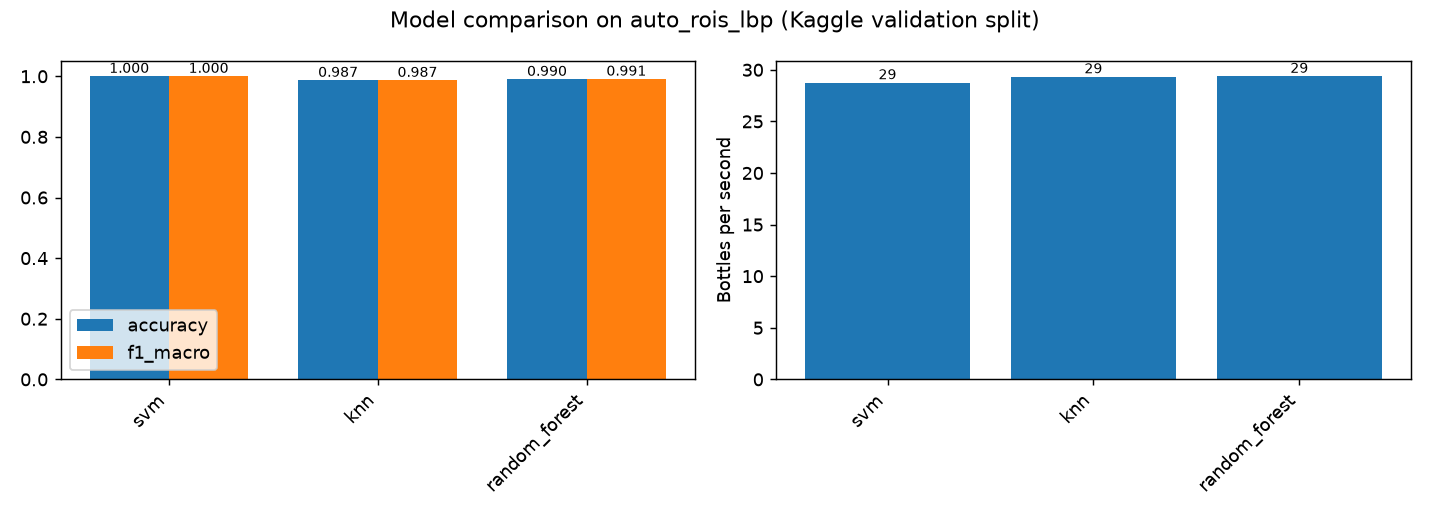 Model comparison on auto_rois_lbp (Kaggle validation split)
1.0
0.8
0.6
0.4
0.2
0.0
1.000
1.000
0.987
0.987
0.990
0.991
accuracy
f1_macro
svm
knn
random_forest
Bottles per second
30
25
20
15
10
5
0
29
29
29
svm
knn
random_forest